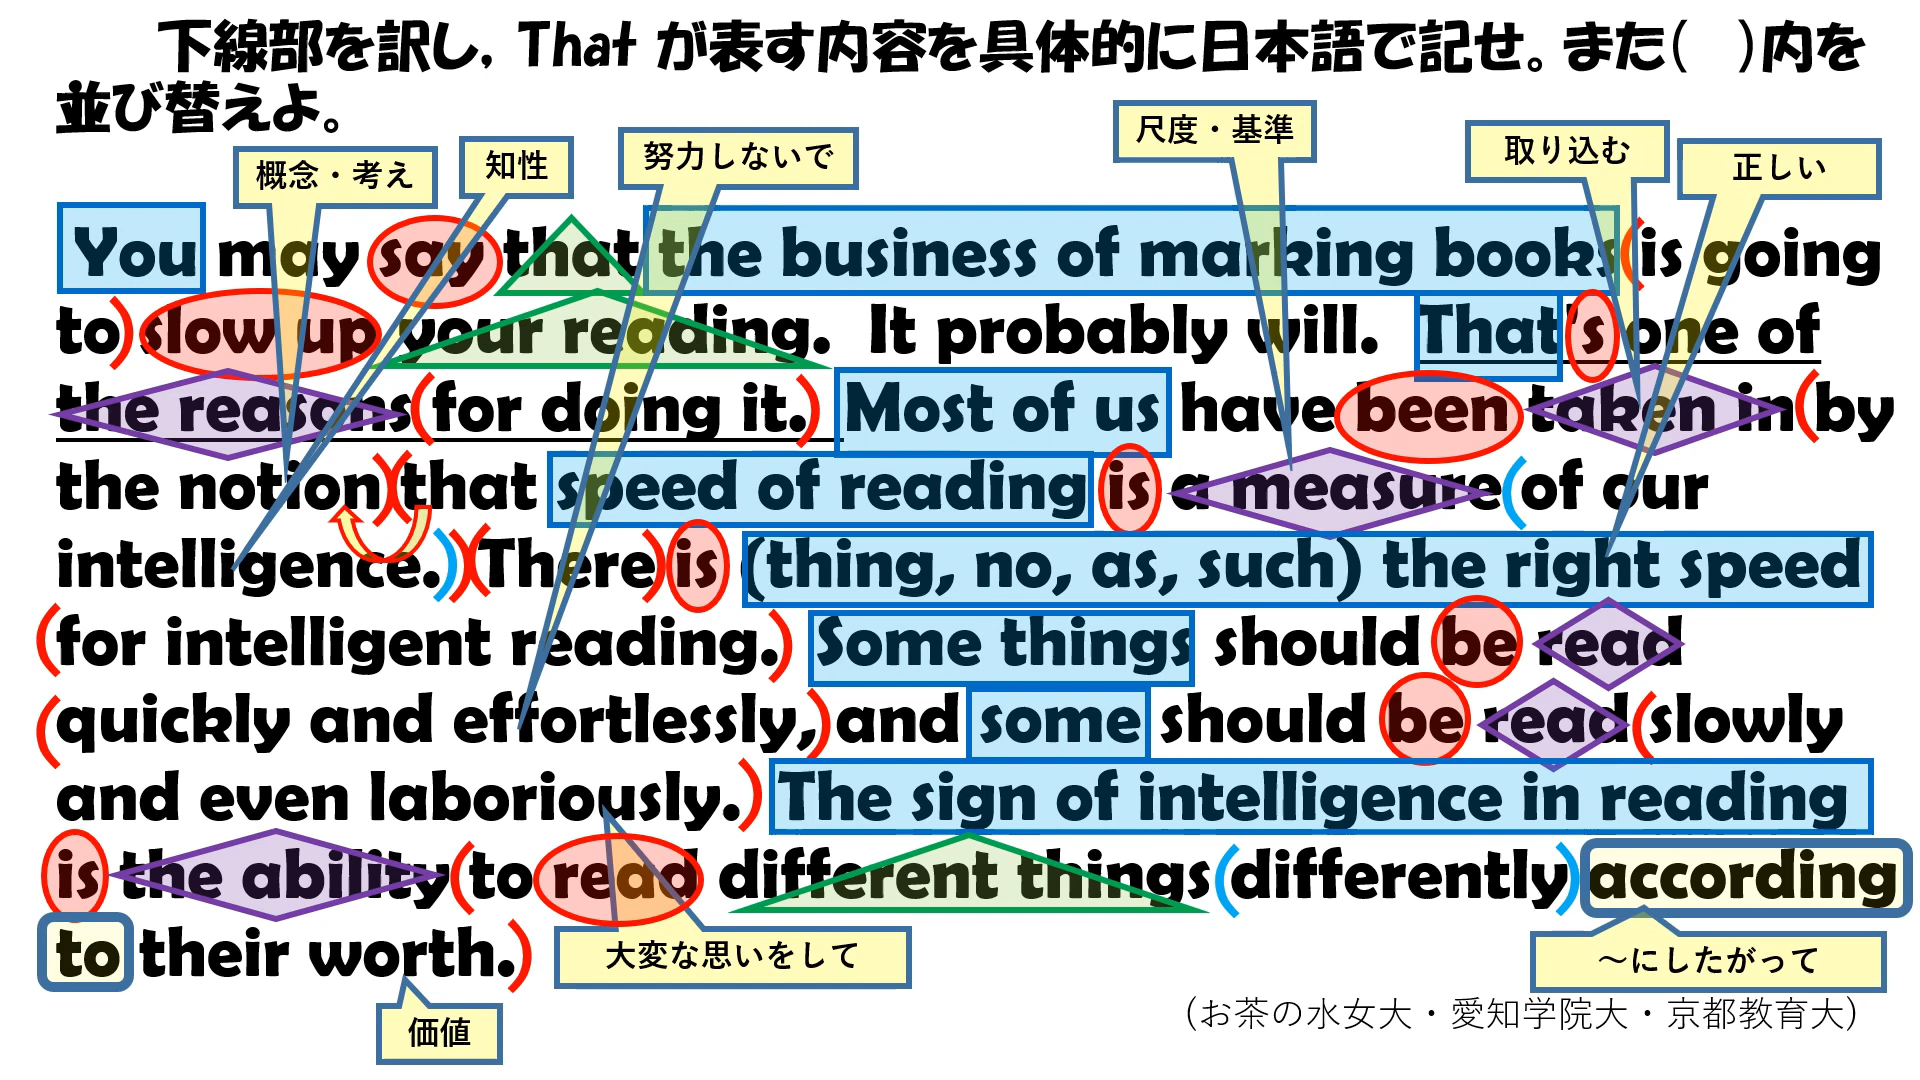 下線部を訳し，That が表す内容を具体的に日本語で記せ。また(　)内を
並び替えよ。
尺度・基準
取り込む
努力しないで
正しい
知性
概念・考え
You may say that the business of marking books(is going
to) slow up your reading. It probably will. That's one of
the reasons(for doing it.) Most of us have been taken in(by
the notion)(that speed of reading is a measure(of our
intelligence.))(There) is (thing, no, as, such) the right speed
(for intelligent reading.) Some things should be read
(quickly and effortlessly,) and some should be read(slowly
and even laboriously.) The sign of intelligence in reading
is the ability(to read different things(differently) according
to their worth.)
大変な思いをして
～にしたがって
価値
（お茶の水女大・愛知学院大・京都教育大）